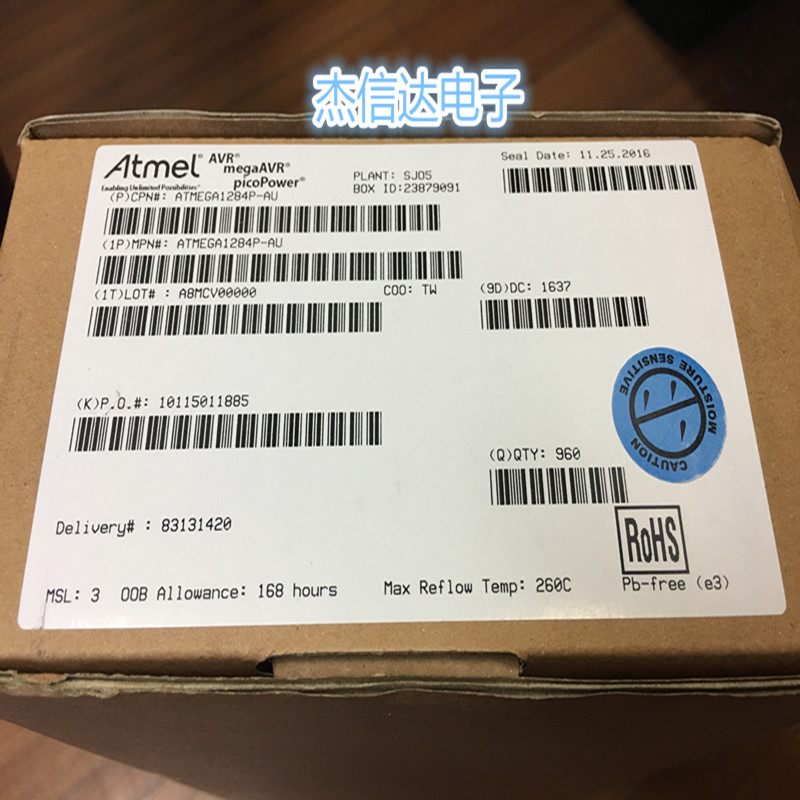 杰信达电子
Atmel® AVR®
megaAVR®
picoPower®
Enabling Unlimited Possibilities®
PLANT: SJ05
BOX ID:23879091
Seal Date: 11.25.2016
(P)CPN#: ATMEGA1284P-AU
(1P)MPN#: ATMEGA1284P-AU
(1T)LOT# : A8MCV00000
COO: TW
(9D)DC: 1637
(K)P.O.#: 10115011885
MOISTURE SENSITIVE
CAUTION
(Q)QTY: 960
Delivery# : 83131420
RoHS
MSL: 3 OOB Allowance: 168 hours
Max Reflow Temp: 260C
Pb-free (e3)